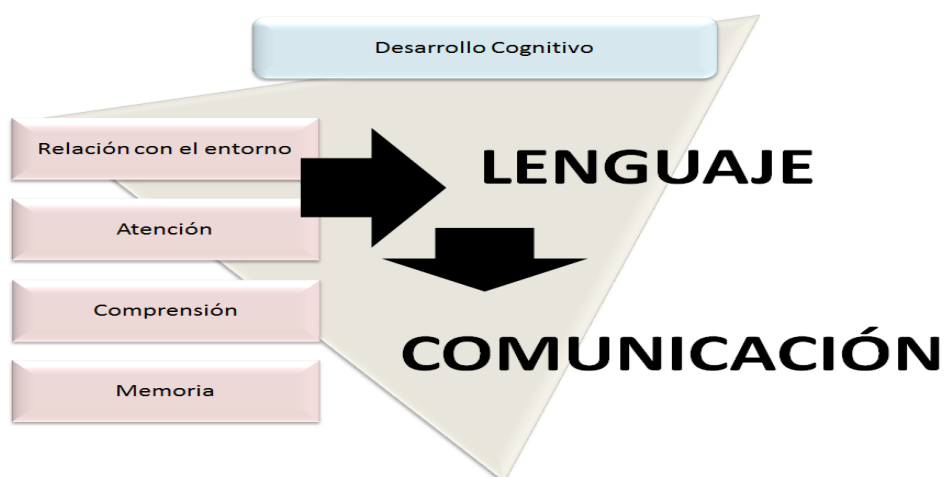 Desarrollo Cognitivo
Relación con el entorno
LENGUAJE
Atención
Comprensión
COMUNICACIÓN
Memoria